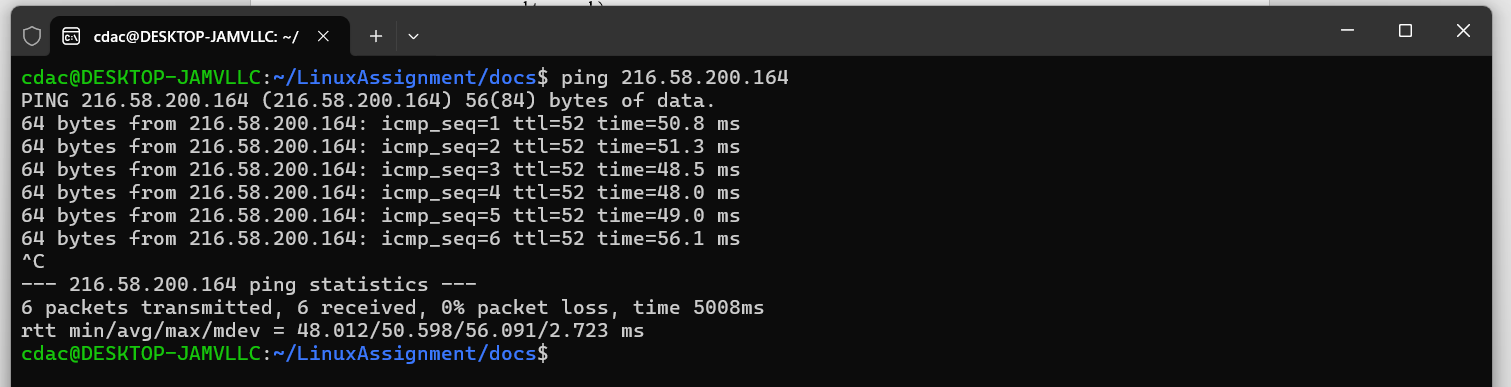 cdac@DESKTOP-JAMVLLC: ~/
cdac@DESKTOP-JAMVLLC:~/LinuxAssignment/docs$ ping 216.58.200.164
PING 216.58.200.164 (216.58.200.164) 56(84) bytes of data.
64 bytes from 216.58.200.164: icmp_seq=1 ttl=52 time=50.8 ms
64 bytes from 216.58.200.164: icmp_seq=2 ttl=52 time=51.3 ms
64 bytes from 216.58.200.164: icmp_seq=3 ttl=52 time=48.5 ms
64 bytes from 216.58.200.164: icmp_seq=4 ttl=52 time=48.0 ms
64 bytes from 216.58.200.164: icmp_seq=5 ttl=52 time=49.0 ms
64 bytes from 216.58.200.164: icmp_seq=6 ttl=52 time=56.1 ms
^C
--- 216.58.200.164 ping statistics ---
6 packets transmitted, 6 received, 0% packet loss, time 5008ms
rtt min/avg/max/mdev = 48.012/50.598/56.091/2.723 ms
cdac@DESKTOP-JAMVLLC:~/LinuxAssignment/docs$